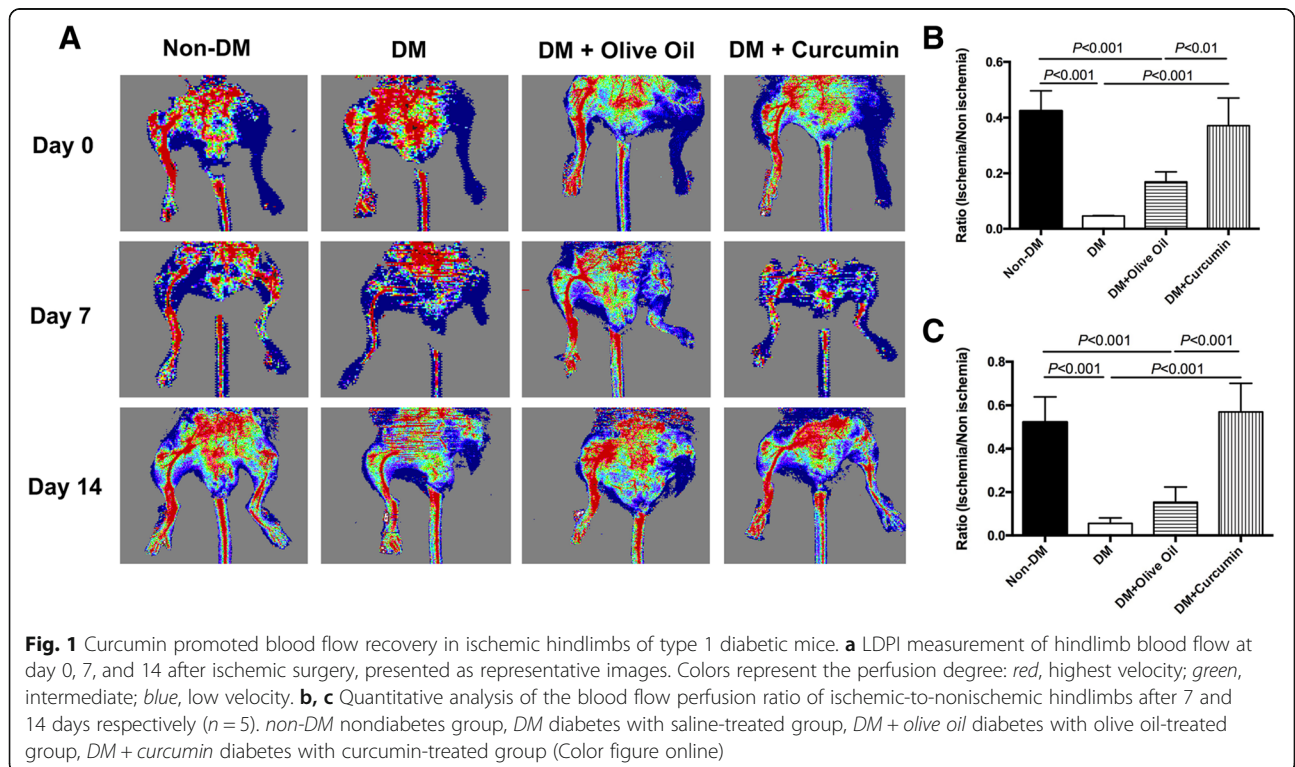 A
Non-DM DM DM + Olive Oil DM + Curcumin
Day 0
Day 7
Day 14
B
P<0.001 P<0.01
P<0.001 P<0.001
Ratio (Ischemia/Non ischemia)
0.6
0.4
0.2
0.0
Non-DM DM DM+Olive Oil DM+Curcumin
C
P<0.001 P<0.001
P<0.001 P<0.001
Ratio (Ischemia/Non ischemia)
0.8
0.6
0.4
0.2
0.0
Non-DM DM DM+Olive Oil DM+Curcumin
Fig. 1 Curcumin promoted blood flow recovery in ischemic hindlimbs of type 1 diabetic mice. a LDPI measurement of hindlimb blood flow at
day 0, 7, and 14 after ischemic surgery, presented as representative images. Colors represent the perfusion degree: red, highest velocity; green,
intermediate; blue, low velocity. b, c Quantitative analysis of the blood flow perfusion ratio of ischemic-to-nonischemic hindlimbs after 7 and
14 days respectively (n = 5). non-DM nondiabetes group, DM diabetes with saline-treated group, DM + olive oil diabetes with olive oil-treated
group, DM + curcumin diabetes with curcumin-treated group (Color figure online)